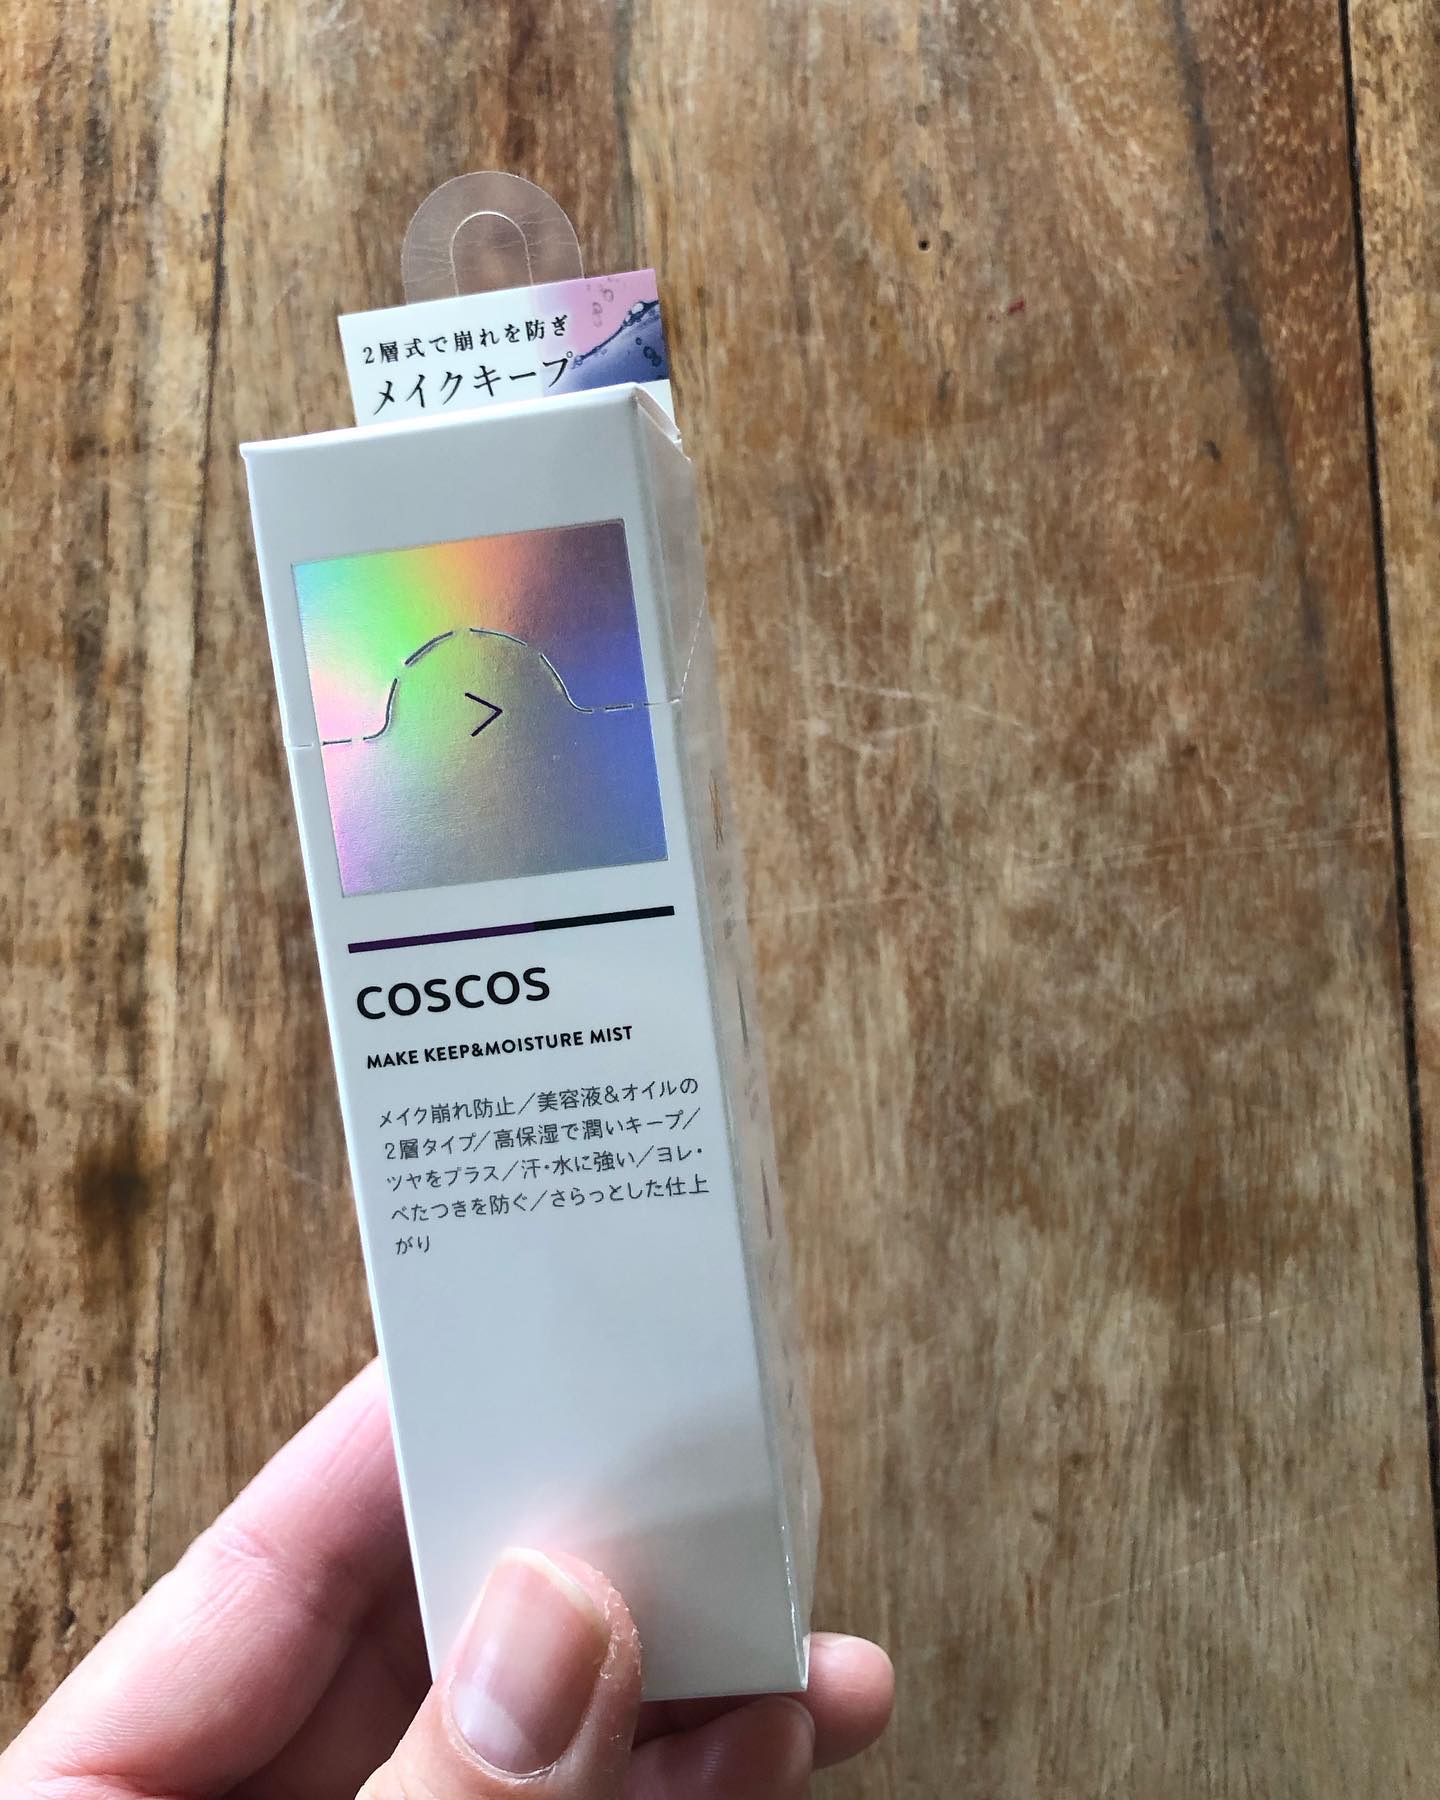 2層式で崩れを防ぎ
メイクキープ
COSCOS
MAKE KEEP&MOISTURE MIST
メイク崩れ防止／美容液&オイルの
2層タイプ／高保湿で潤いキープ／
ツヤをプラス／汗・水に強い／ヨレ・
べたつきを防ぐ／さらっとした仕上
がり